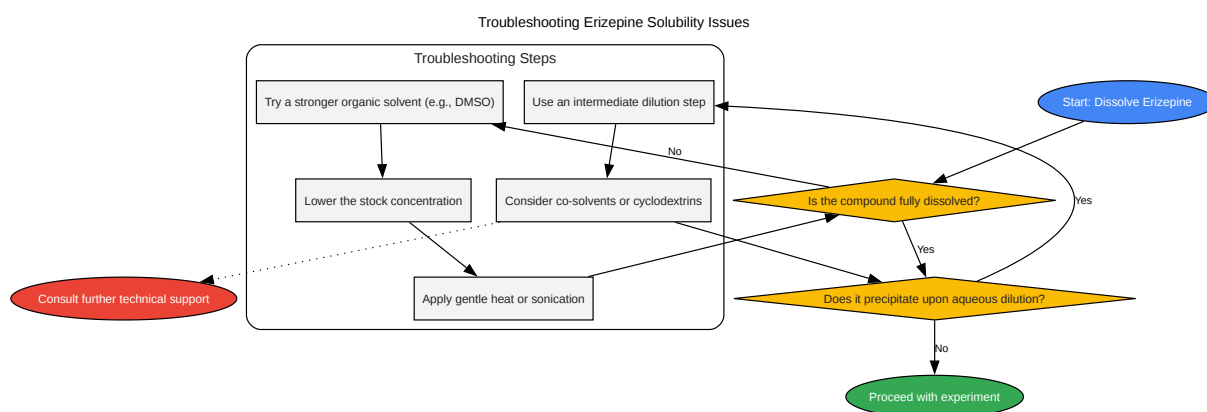 Troubleshooting Erizepine Solubility Issues
Troubleshooting Steps
Try a stronger organic solvent (e.g., DMSO)
Use an intermediate dilution step
Start: Dissolve Erizepine
No
Lower the stock concentration
Consider co-solvents or cyclodextrins
Is the compound fully dissolved?
Yes
Yes
Consult further technical support
Apply gentle heat or sonication
Does it precipitate upon aqueous dilution?
No
Proceed with experiment